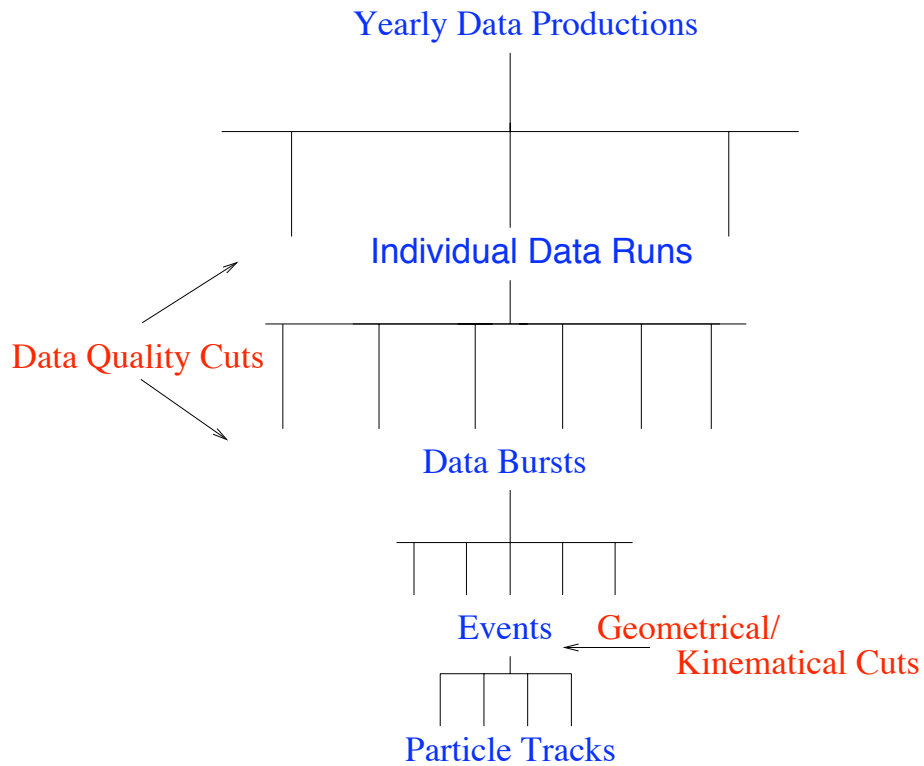 Yearly Data Productions
Individual Data Runs
Data Quality Cuts
Data Bursts
Events
Geometrical/
Kinematical Cuts
Particle Tracks